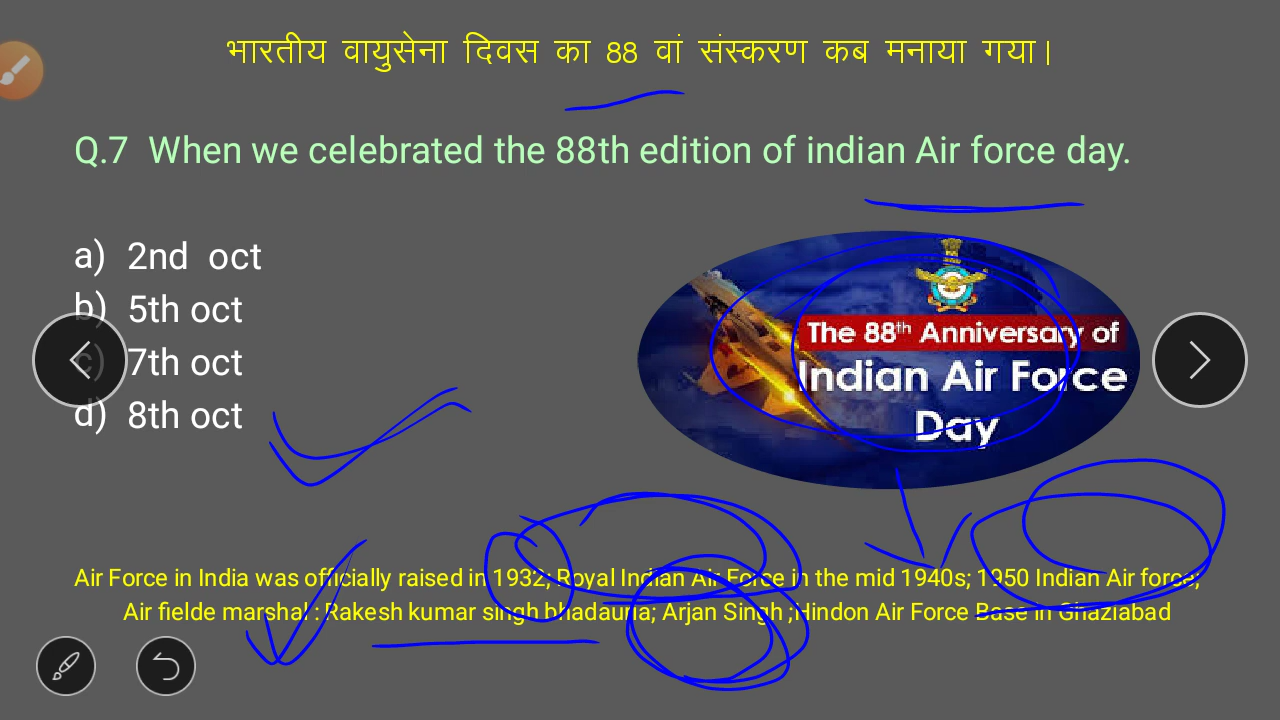 भारतीय वायुसेना दिवस का 88 वां संस्करण कब मनाया गया।
Q.7 When we celebrated the 88th edition of indian Air force day.
a) 2nd oct
b) 5th oct
c) 7th oct
d) 8th oct
The 88th Anniversary of
Indian Air Force
Day
Air Force in India was officially raised in 1932; Royal Indian Air Force in the mid 1940s; 1950 Indian Air force;
Air fielde marshal : Rakesh kumar singh bhadauria; Arjan Singh ;Hindon Air Force Base in Ghaziabad